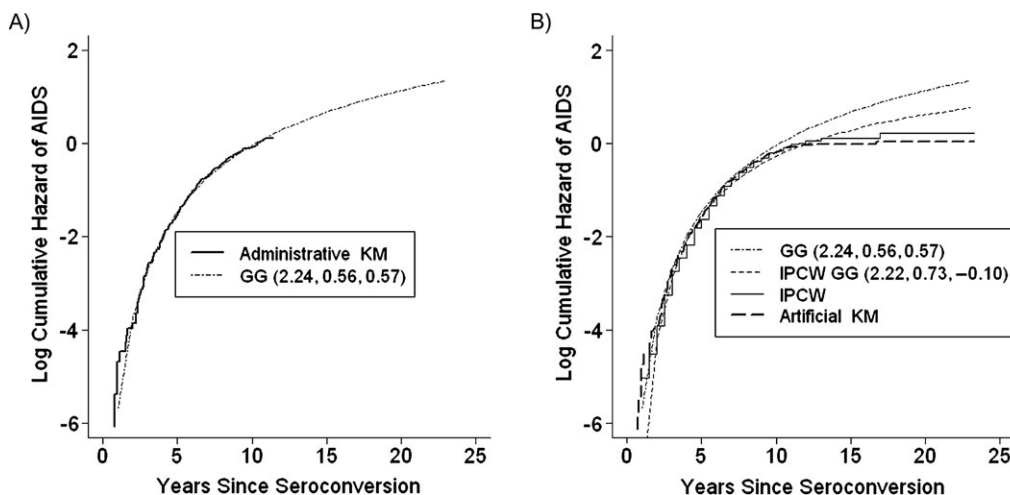 A)
Log Cumulative Hazard of AIDS
2
0
-2
-4
-6
Administrative KM
GG (2.24, 0.56, 0.57)
0 5 10 15 20 25
Years Since Seroconversion
B)
Log Cumulative Hazard of AIDS
2
0
-2
-4
-6
GG (2.24, 0.56, 0.57)
IPCW GG (2.22, 0.73, −0.10)
IPCW
Artificial KM
0 5 10 15 20 25
Years Since Seroconversion